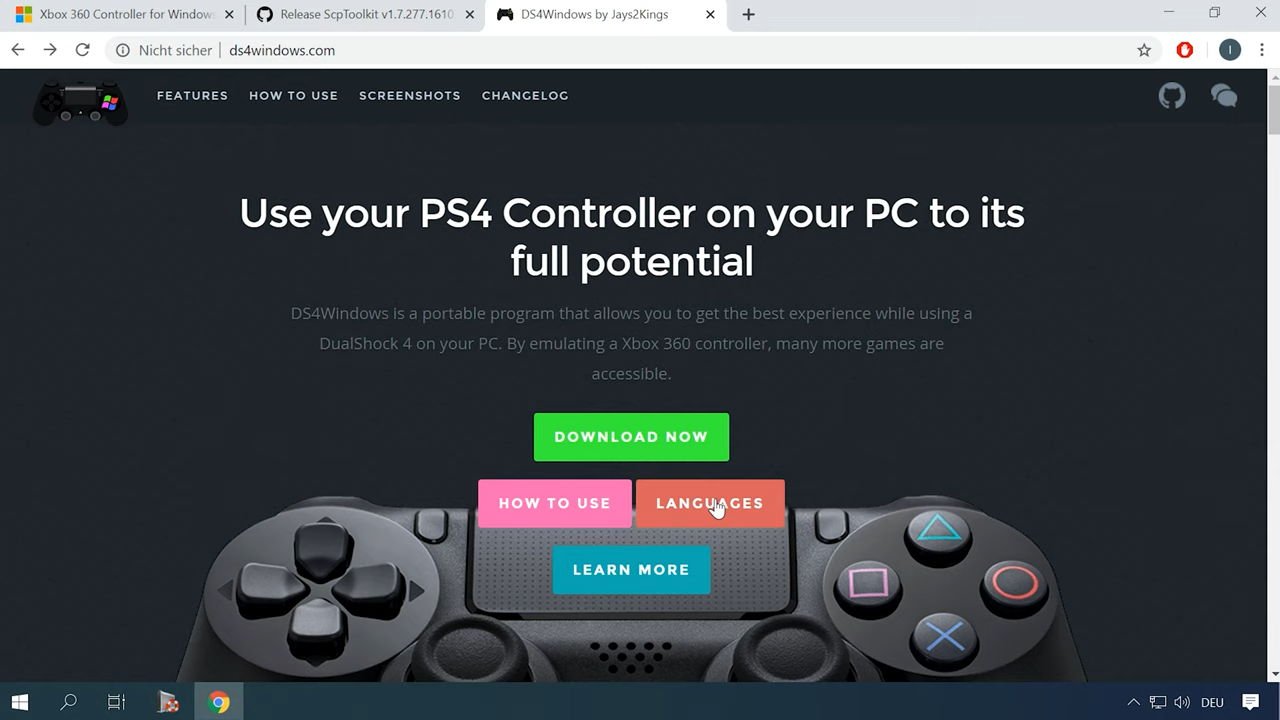 Xbox 360 Controller for Windows
Release ScpToolkit v1.7.277.1610
DS4Windows by Jays2Kings
Nicht sicher
ds4windows.com
I
FEATURES
HOW TO USE
SCREENSHOTS
CHANGELOG
Use your PS4 Controller on your PC to its
full potential
DS4Windows is a portable program that allows you to get the best experience while using a
DualShock 4 on your PC. By emulating a Xbox 360 controller, many more games are
accessible.
DOWNLOAD NOW
HOW TO USE
LANGUAGES
LEARN MORE
DEU